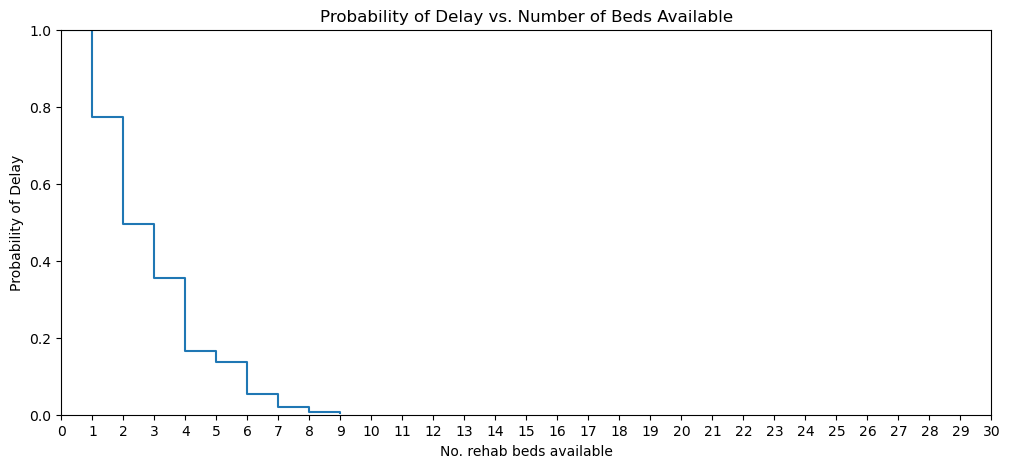 Probability of Delay vs. Number of Beds Available
1.0
0.8
0.6
0.4
0.2
0.0
Probability of Delay
0 1 2 3 4 5 6 7 8 9 10 11 12 13 14 15 16 17 18 19 20 21 22 23 24 25 26 27 28 29 30
No. rehab beds available